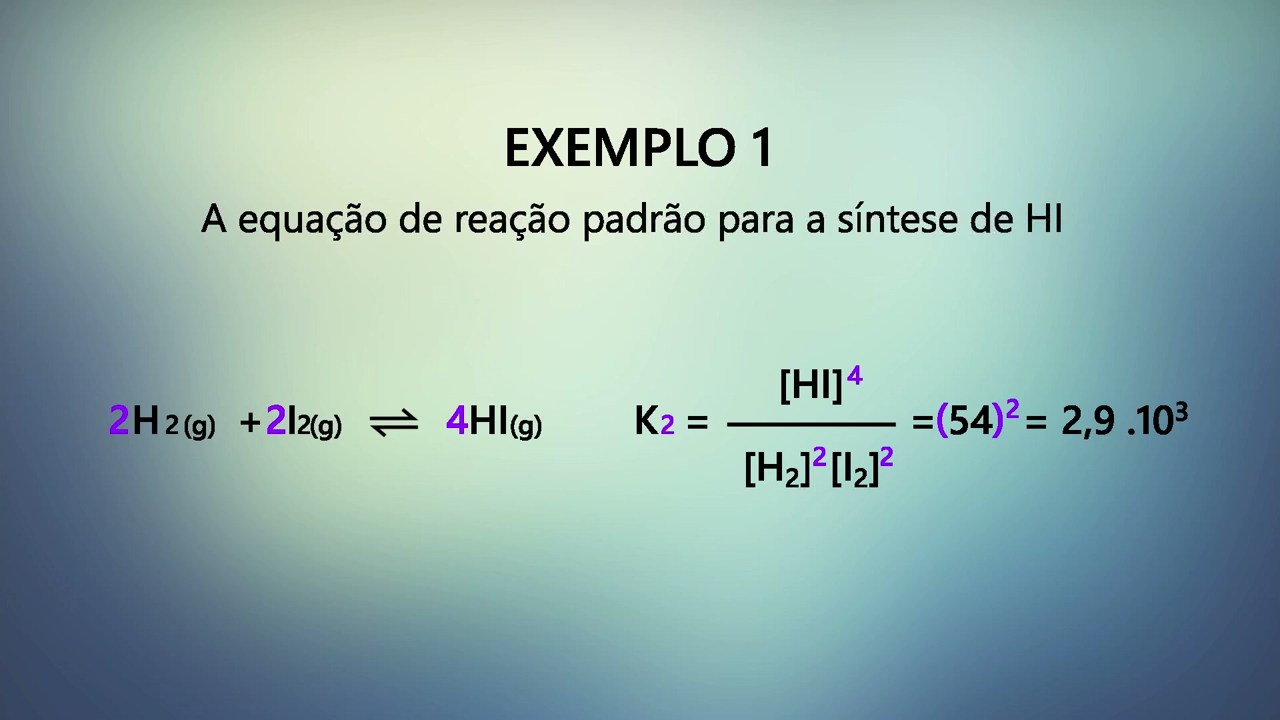 EXEMPLO 1
A equação de reação padrão para a síntese de HI
2H₂(g) + 2I₂(g) ⇌ 4HI(g) K₂ = [HI]⁴ / [H₂]²[I₂]² = (54)² = 2,9 .10³